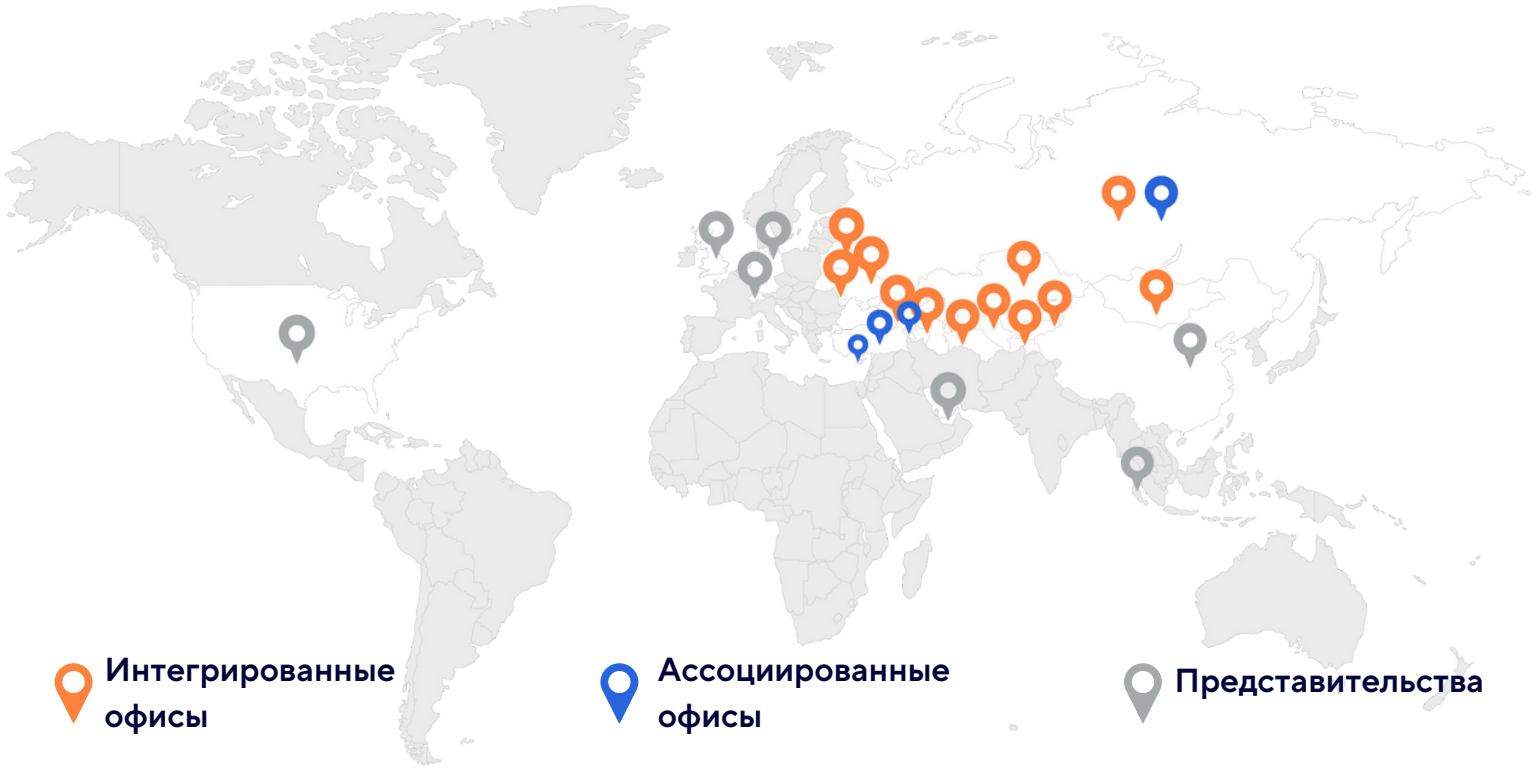 Интегрированные
офисы
Ассоциированные
офисы
Представительства